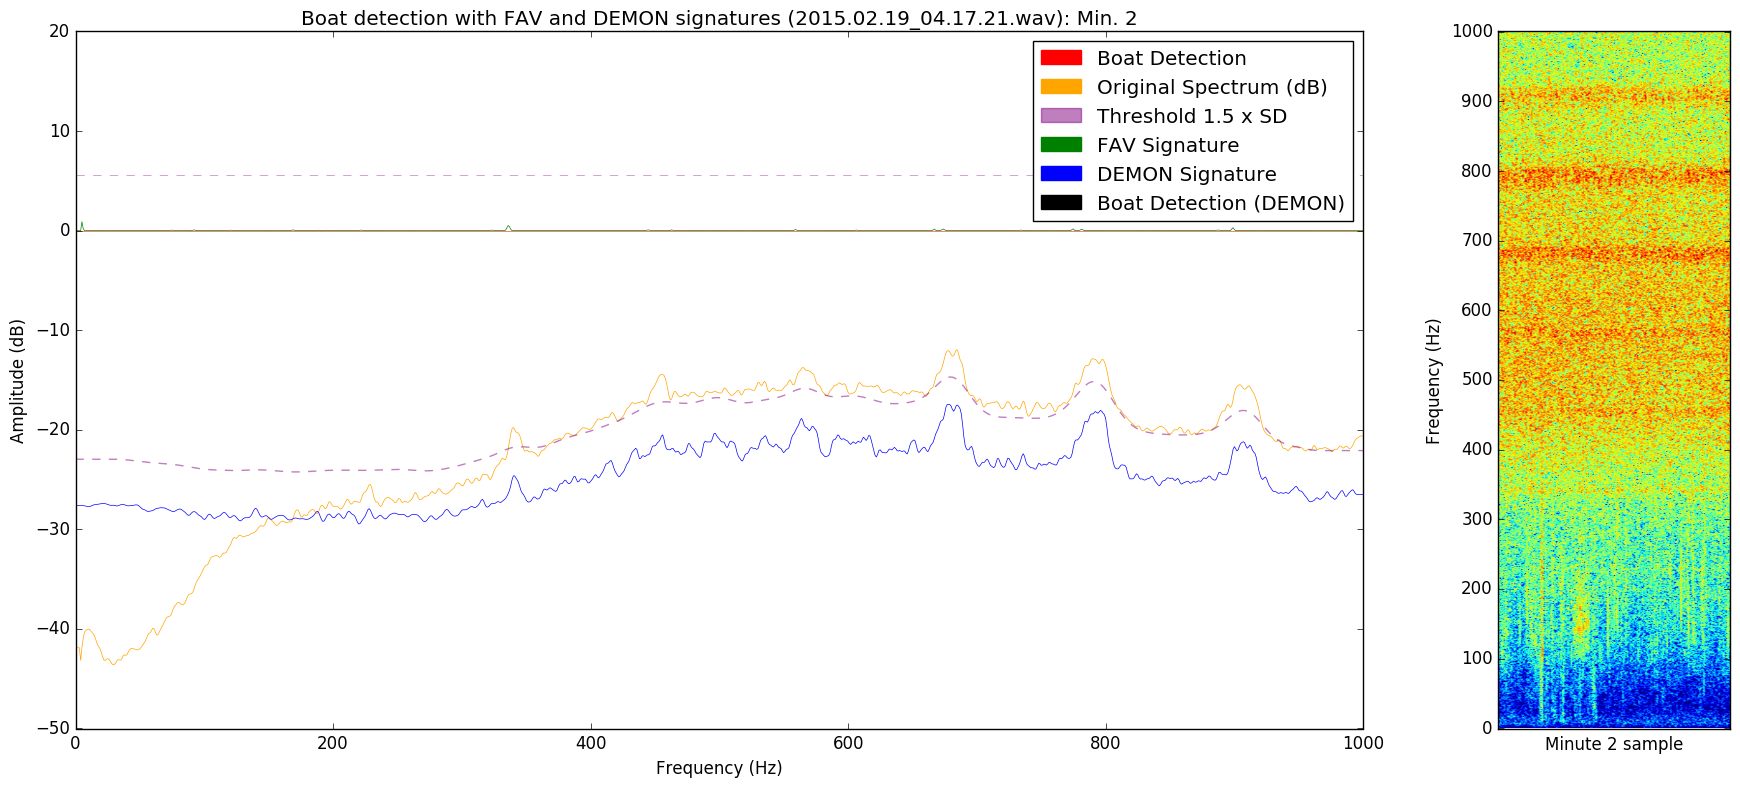 Boat detection with FAV and DEMON signatures (2015.02.19_04.17.21.wav): Min. 2
20
10
0
−10
−20
−30
−40
−50
Amplitude (dB)
0
200
400
600
800
1000
Frequency (Hz)
Boat Detection
Original Spectrum (dB)
Threshold 1.5 x SD
FAV Signature
DEMON Signature
Boat Detection (DEMON)
1000
900
800
700
600
500
400
300
200
100
0
Frequency (Hz)
Minute 2 sample